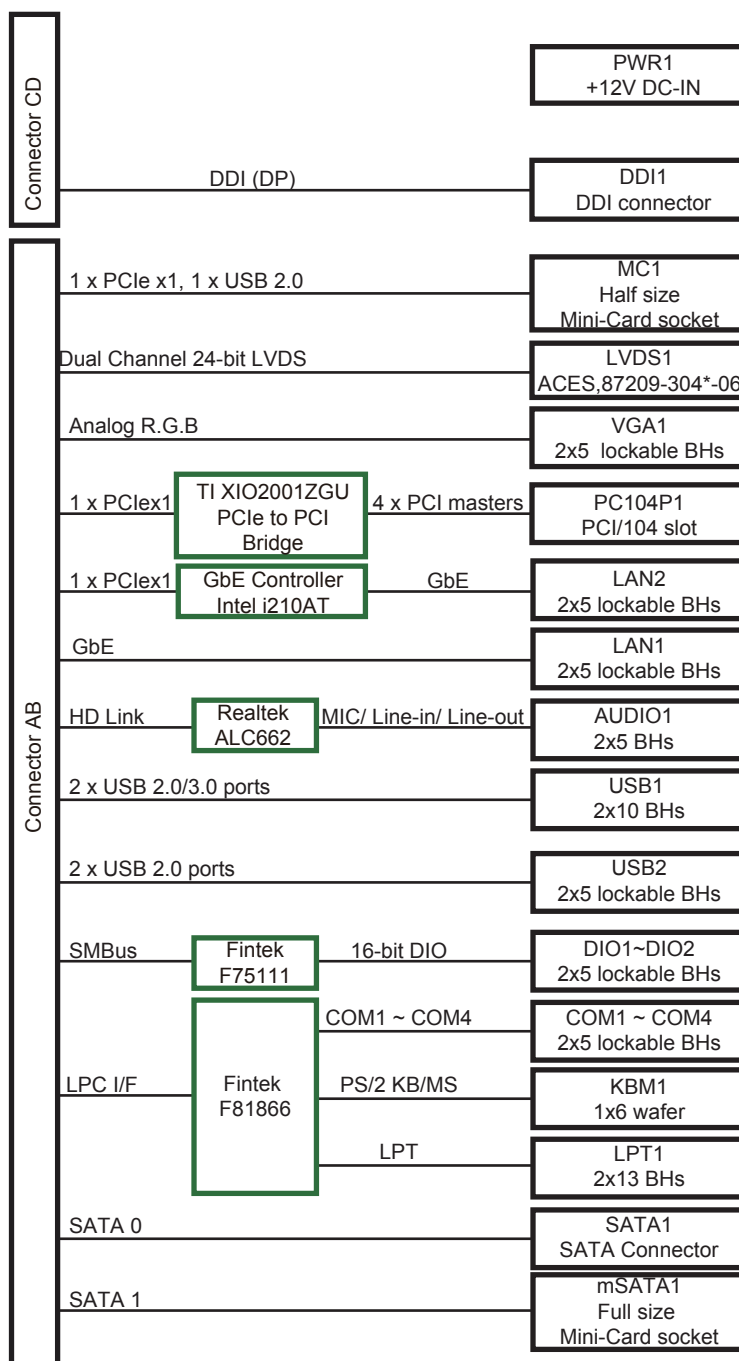 Connector CD
PWR1
+12V DC-IN
DDI (DP)
DDI1
DDI connector
Connector AB
1 x PCIe x1, 1 x USB 2.0
MC1
Half size
Mini-Card socket
Dual Channel 24-bit LVDS
LVDS1
ACES,87209-304*-06
Analog R.G.B
VGA1
2x5 lockable BHs
1 x PCIex1
TI XIO2001ZGU
PCIe to PCI
Bridge
4 x PCI masters
PC104P1
PCI/104 slot
1 x PCIex1
GbE Controller
Intel i210AT
GbE
LAN2
2x5 lockable BHs
GbE
LAN1
2x5 lockable BHs
HD Link
Realtek
ALC662
MIC/ Line-in/ Line-out
AUDIO1
2x5 BHs
2 x USB 2.0/3.0 ports
USB1
2x10 BHs
2 x USB 2.0 ports
USB2
2x5 lockable BHs
SMBus
Fintek
F75111
16-bit DIO
DIO1~DIO2
2x5 lockable BHs
LPC I/F
Fintek
F81866
COM1 ~ COM4
COM1 ~ COM4
2x5 lockable BHs
PS/2 KB/MS
KBM1
1x6 wafer
LPT
LPT1
2x13 BHs
SATA 0
SATA1
SATA Connector
SATA 1
mSATA1
Full size
Mini-Card socket